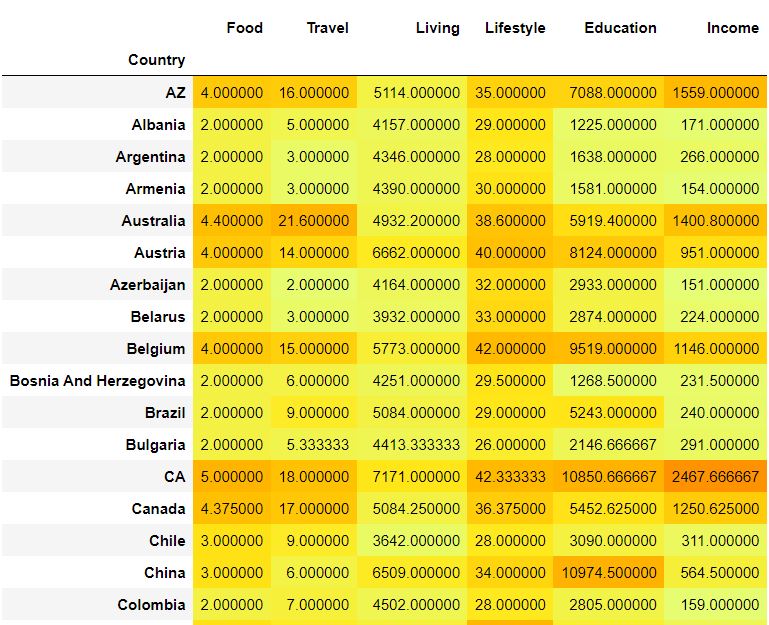 Food Travel Living Lifestyle Education Income
Country
AZ 4.000000 16.000000 5114.000000 35.000000 7088.000000 1559.000000
Albania 2.000000 5.000000 4157.000000 29.000000 1225.000000 171.000000
Argentina 2.000000 3.000000 4346.000000 28.000000 1638.000000 266.000000
Armenia 2.000000 3.000000 4390.000000 30.000000 1581.000000 154.000000
Australia 4.400000 21.600000 4932.200000 38.600000 5919.400000 1400.800000
Austria 4.000000 14.000000 6662.000000 40.000000 8124.000000 951.000000
Azerbaijan 2.000000 2.000000 4164.000000 32.000000 2933.000000 151.000000
Belarus 2.000000 3.000000 3932.000000 33.000000 2874.000000 224.000000
Belgium 4.000000 15.000000 5773.000000 42.000000 9519.000000 1146.000000
Bosnia And Herzegovina 2.000000 6.000000 4251.000000 29.500000 1268.500000 231.500000
Brazil 2.000000 9.000000 5084.000000 29.000000 5243.000000 240.000000
Bulgaria 2.000000 5.333333 4413.333333 26.000000 2146.666667 291.000000
CA 5.000000 18.000000 7171.000000 42.333333 10850.666667 2467.666667
Canada 4.375000 17.000000 5084.250000 36.375000 5452.625000 1250.625000
Chile 3.000000 9.000000 3642.000000 28.000000 3090.000000 311.000000
China 3.000000 6.000000 6509.000000 34.000000 10974.500000 564.500000
Colombia 2.000000 7.000000 4502.000000 28.000000 2805.000000 159.000000